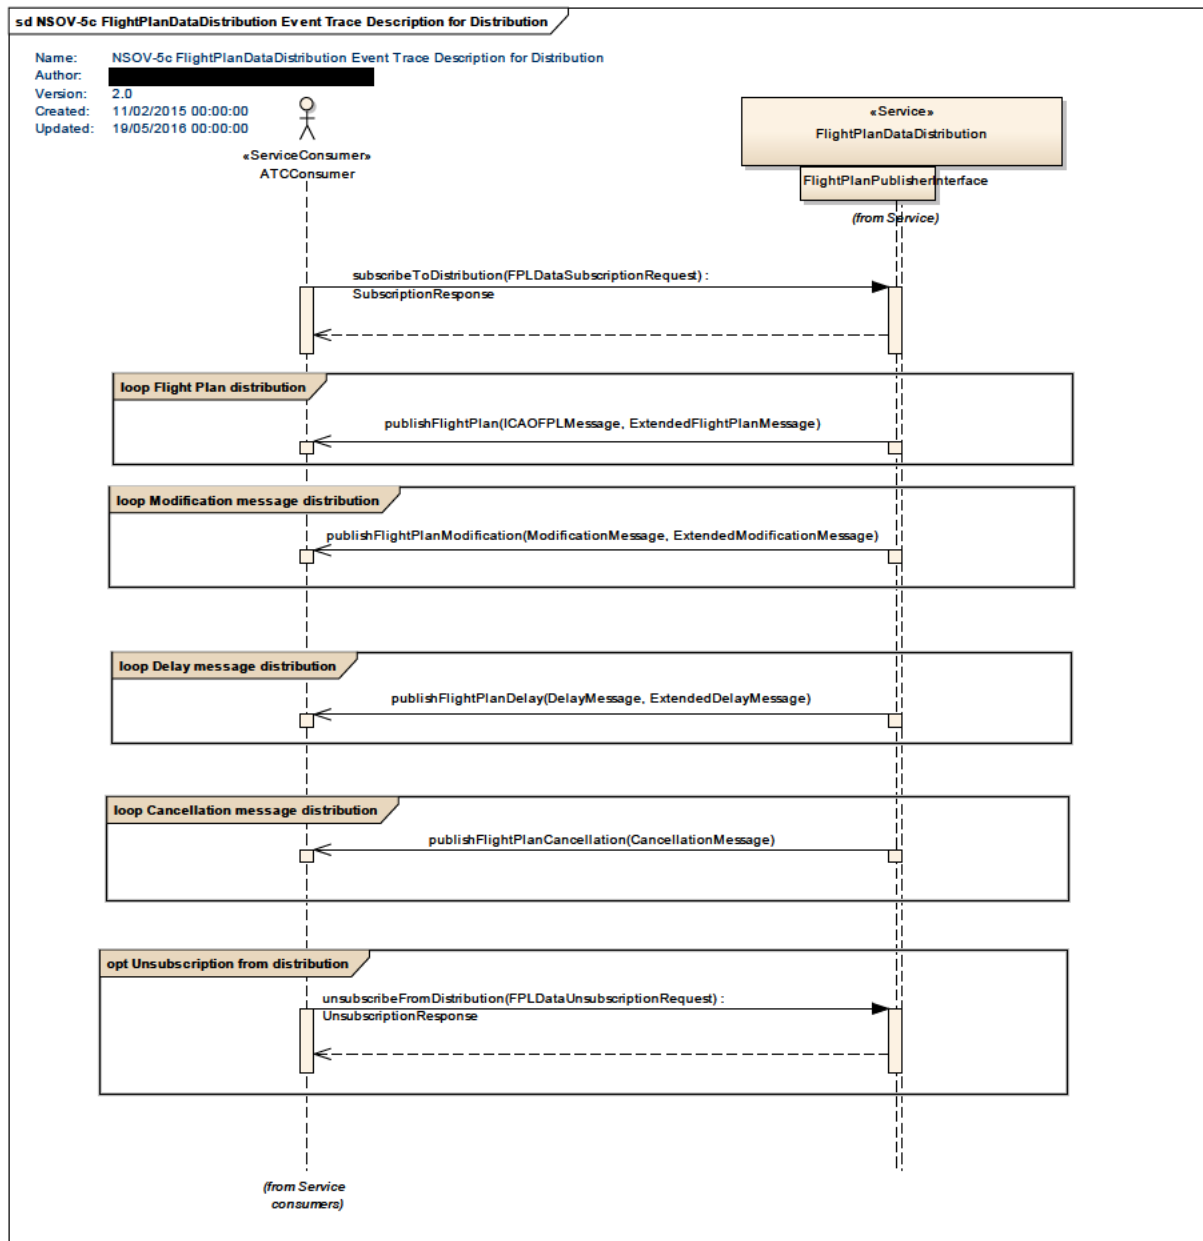 sd NSOV-5c FlightPlanDataDistribution Event Trace Description for Distribution
Name: NSOV-5c FlightPlanDataDistribution Event Trace Description for Distribution
Author:
Version: 2.0
Created: 11/02/2015 00:00:00
Updated: 19/05/2016 00:00:00
«ServiceConsumer»
ATCConsumer
«Service»
FlightPlanDataDistribution
FlightPlanPublisherInterface
(from Service)
subscribeToDistribution(FPLDataSubscriptionRequest) :
SubscriptionResponse
loop Flight Plan distribution
publishFlightPlan(ICAOFPLMessage, ExtendedFlightPlanMessage)
loop Modification message distribution
publishFlightPlanModification(ModificationMessage, ExtendedModificationMessage)
loop Delay message distribution
publishFlightPlanDelay(DelayMessage, ExtendedDelayMessage)
loop Cancellation message distribution
publishFlightPlanCancellation(CancellationMessage)
opt Unsubscription from distribution
unsubscribeFromDistribution(FPLDataUnsubscriptionRequest) :
UnsubscriptionResponse
(from Service
consumers)